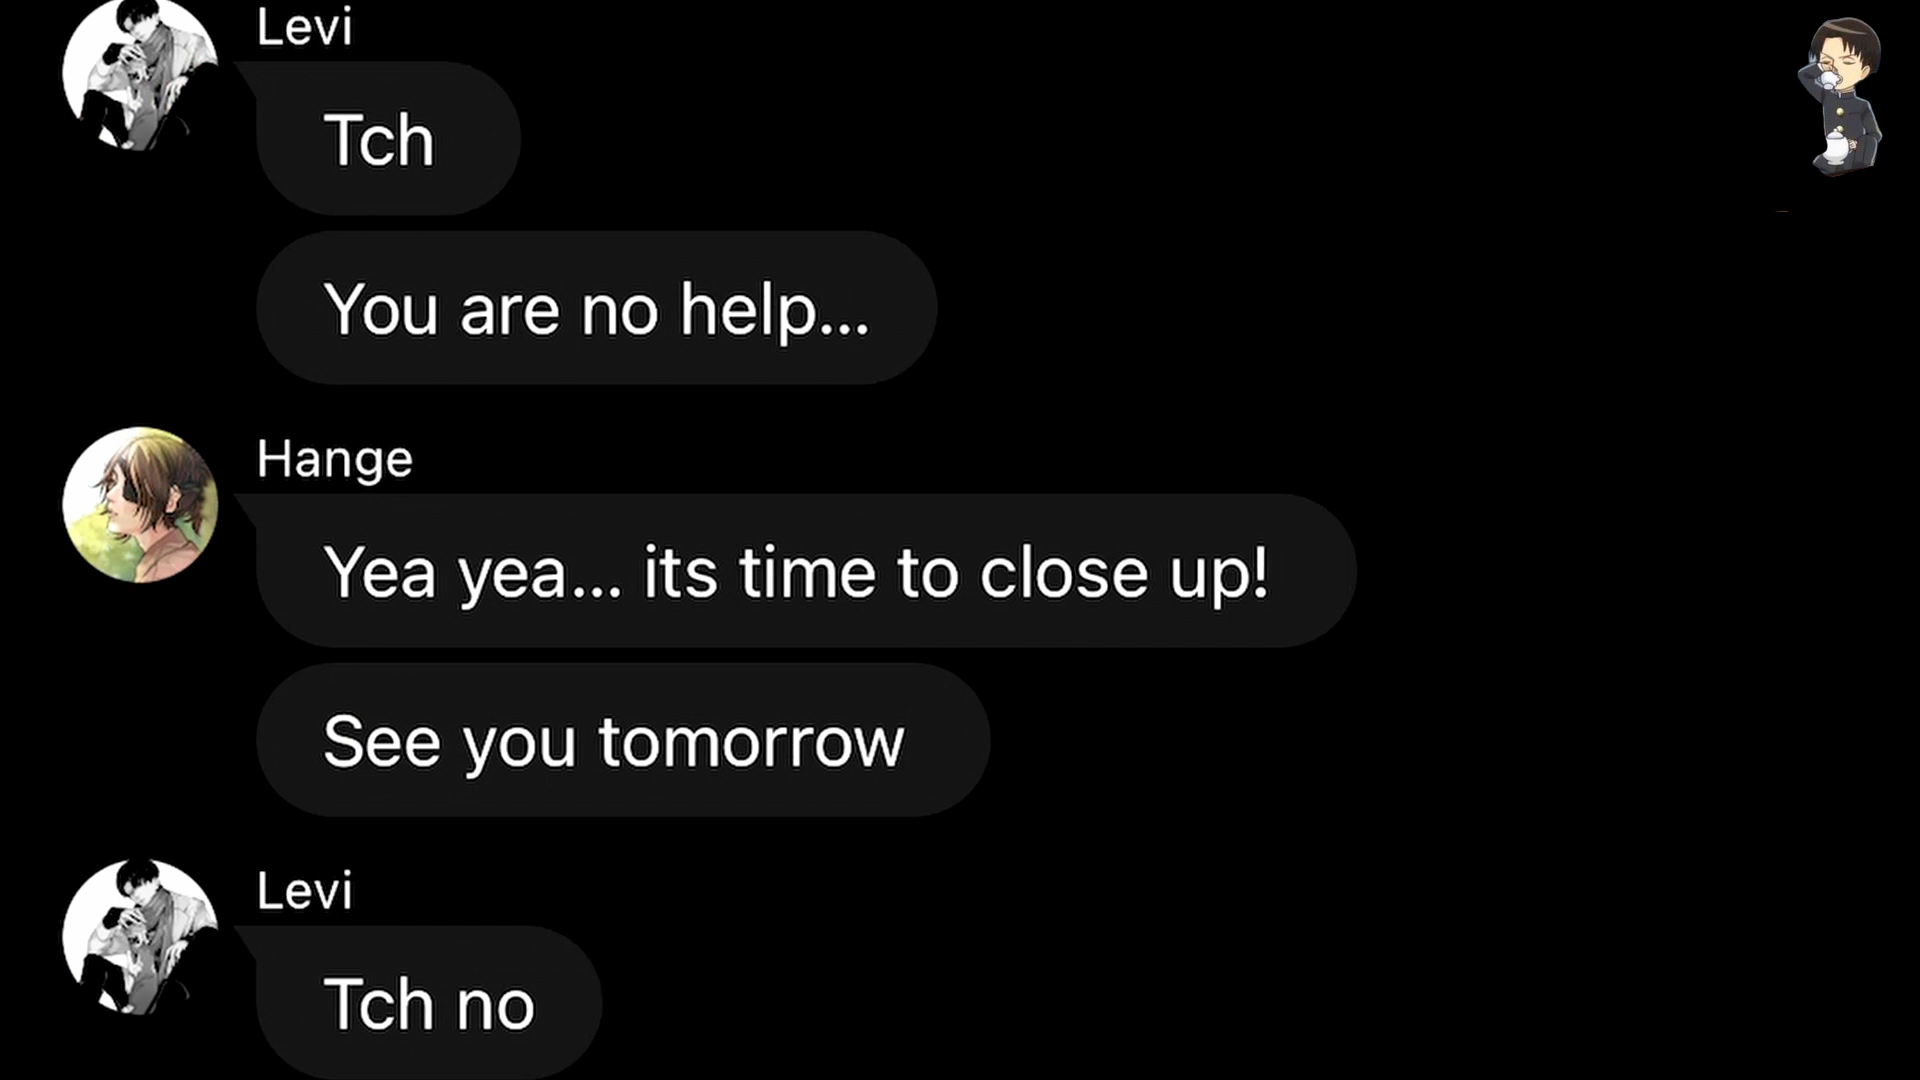 Levi
Tch
You are no help...
Hange
Yea yea... its time to close up!
See you tomorrow
Levi
Tch no